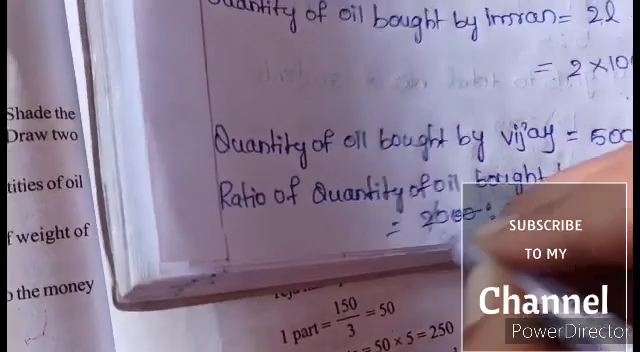 Quantity of oil bought by Imran = 2l
= 2 × 10
Quantity of oil bought by Vijay = 500
Ratio of Quantity of oil bought
=
Shade the
Draw two
tities of oil
f weight of
the money
150
1 part = = 50
3
= 50 × 5 = 250
SUBSCRIBE
TO MY
Channel
PowerDirector